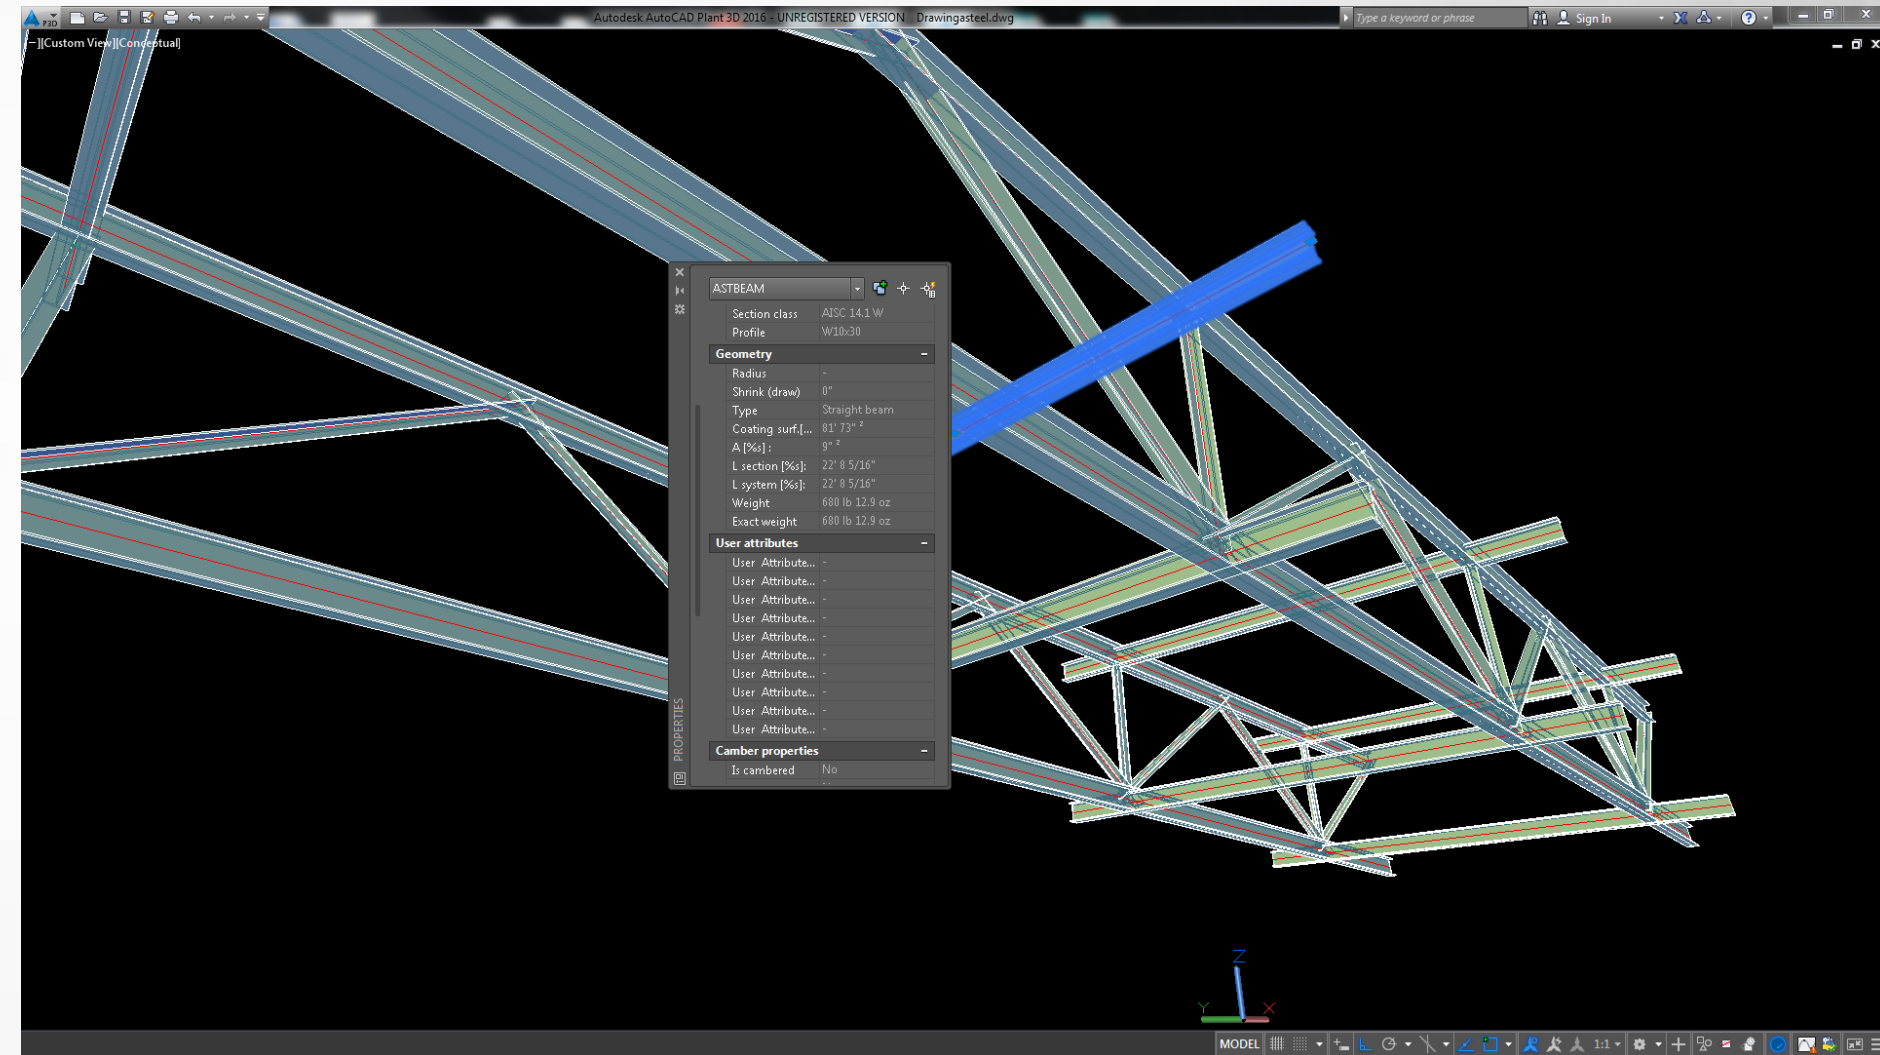 P3D
Autodesk AutoCAD Plant 3D 2016 - UNREGISTERED VERSION Drawingasteel.dwg
Type a keyword or phrase
Sign In
–][Custom View][Conceptual]
ASTBEAM
Section class AISC 14.1 W
Profile W10x30
Geometry –
Radius -
Shrink (draw) 0"
Type Straight beam
Coating surf.[... 81' 73" ²
A [%s] : 9" ²
L section [%s]: 22' 8 5/16"
L system [%s]: 22' 8 5/16"
Weight 680 lb 12.9 oz
Exact weight 680 lb 12.9 oz
User attributes –
User Attribute... -
User Attribute... -
User Attribute... -
User Attribute... -
User Attribute... -
User Attribute... -
User Attribute... -
User Attribute... -
User Attribute... -
User Attribute... -
Camber properties –
Is cambered No
PROPERTIES
Z
Y
X
MODEL
1:1